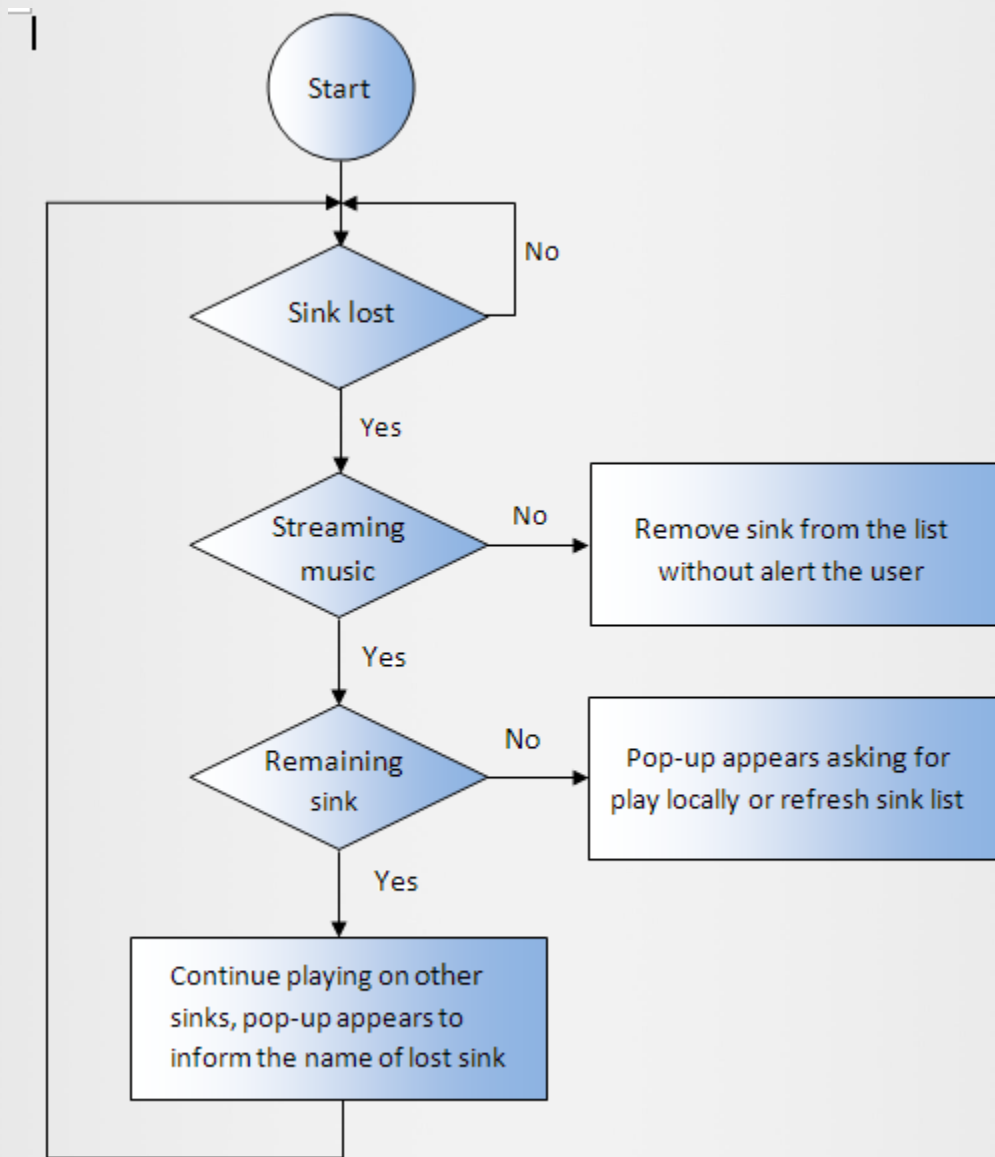 Start
No
Sink lost
Yes
Streaming
music
No
Remove sink from the list
without alert the user
Yes
Remaining
sink
No
Pop-up appears asking for
play locally or refresh sink list
Yes
Continue playing on other
sinks, pop-up appears to
inform the name of lost sink